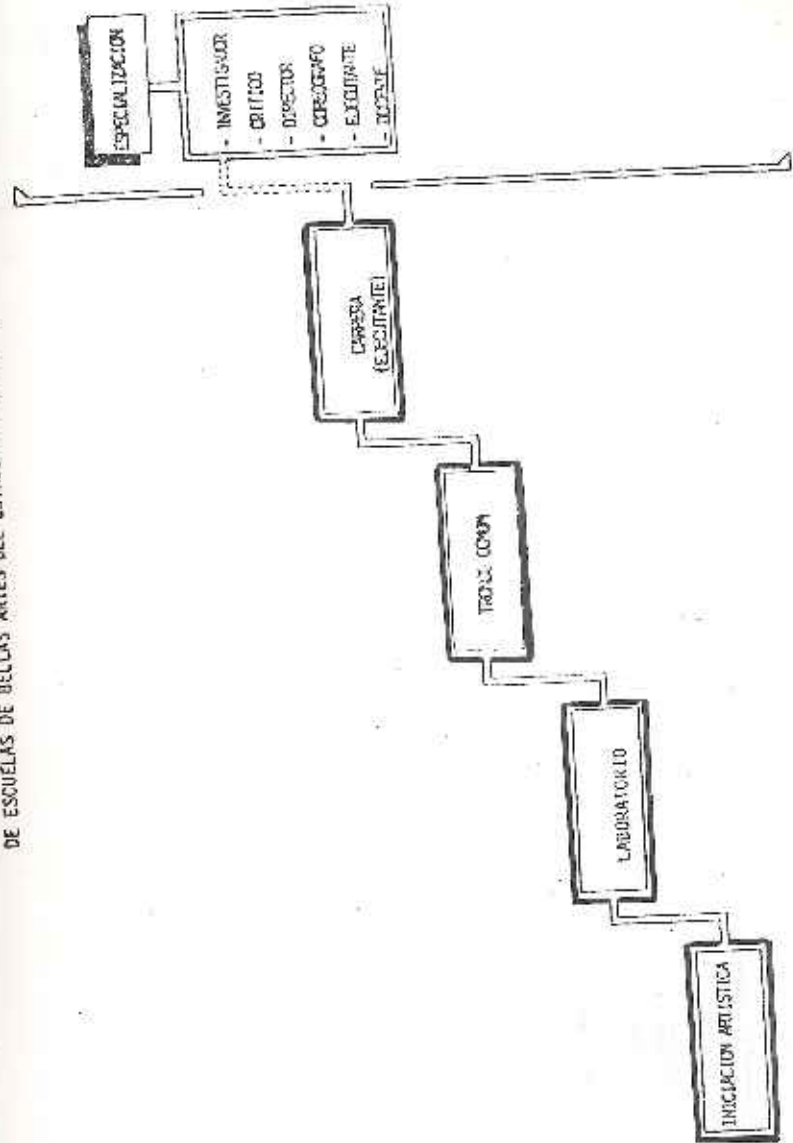 DE ESCUELAS DE BELLAS ARTES DEL
ESPECIALIZACION
- INVESTIGADOR
- CRITICO
- DIRECTOR
- COREOGRAFO
- EJECUTANTE
- DOCENTE
CARRERA
(EJECUTANTE)
TRONCO COMUN
LABORATORIO
INICIACION ARTISTICA